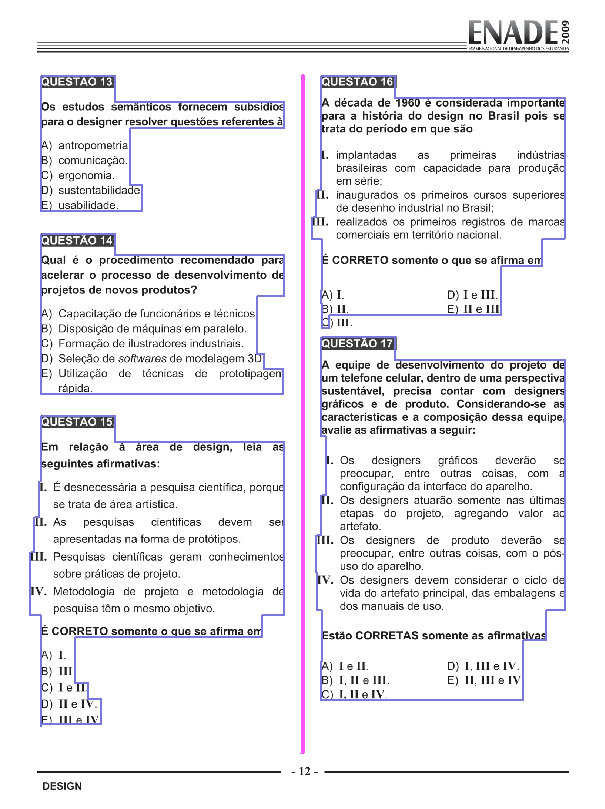 ENADE 2009
EXAME NACIONAL DE DESEMPENHO DOS ESTUDANTES
QUESTÃO 13
Os estudos semânticos fornecem subsídios
para o designer resolver questões referentes à
A) antropometria.
B) comunicação.
C) ergonomia.
D) sustentabilidade.
E) usabilidade.
QUESTÃO 14
Qual é o procedimento recomendado para
acelerar o processo de desenvolvimento de
projetos de novos produtos?
A) Capacitação de funcionários e técnicos.
B) Disposição de máquinas em paralelo.
C) Formação de ilustradores industriais.
D) Seleção de softwares de modelagem 3D.
E) Utilização de técnicas de prototipagem
rápida.
QUESTÃO 15
Em relação à área de design, leia as
seguintes afirmativas:
I. É desnecessária a pesquisa científica, porque
se trata de área artística.
II. As pesquisas científicas devem ser
apresentadas na forma de protótipos.
III. Pesquisas científicas geram conhecimentos
sobre práticas de projeto.
IV. Metodologia de projeto e metodologia de
pesquisa têm o mesmo objetivo.
É CORRETO somente o que se afirma em
A) I.
B) III.
C) I e II.
D) II e IV.
E) III e IV.
QUESTÃO 16
A década de 1960 é considerada importante
para a história do design no Brasil pois se
trata do período em que são
I. implantadas as primeiras indústrias
brasileiras com capacidade para produção
em série;
II. inaugurados os primeiros cursos superiores
de desenho industrial no Brasil;
III. realizados os primeiros registros de marcas
comerciais em território nacional.
É CORRETO somente o que se afirma em
A) I. D) I e III.
B) II. E) II e III.
C) III.
QUESTÃO 17
A equipe de desenvolvimento do projeto de
um telefone celular, dentro de uma perspectiva
sustentável, precisa contar com designers
gráficos e de produto. Considerando-se as
características e a composição dessa equipe,
avalie as afirmativas a seguir:
I. Os designers gráficos deverão se
preocupar, entre outras coisas, com a
configuração da interface do aparelho.
II. Os designers atuarão somente nas últimas
etapas do projeto, agregando valor ao
artefato.
III. Os designers de produto deverão se
preocupar, entre outras coisas, com o pós-
uso do aparelho.
IV. Os designers devem considerar o ciclo de
vida do artefato principal, das embalagens e
dos manuais de uso.
Estão CORRETAS somente as afirmativas
A) I e II. D) I, III e IV.
B) I, II e III. E) II, III e IV.
C) I, II e IV.
- 12 -
DESIGN